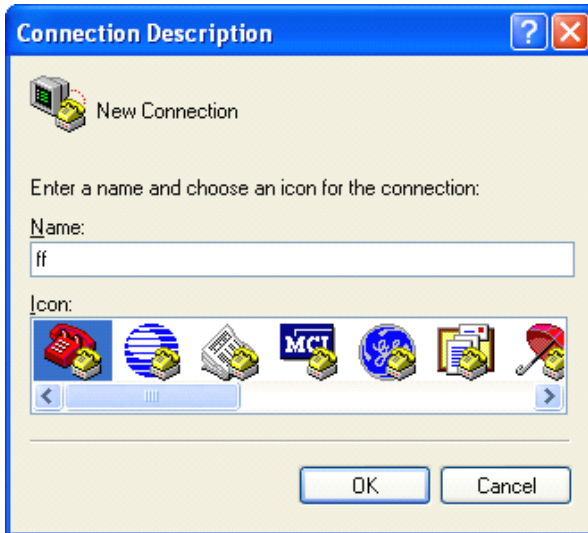 Connection Description
New Connection
Enter a name and choose an icon for the connection:
Name:
ff
Icon:
MCI
OK
Cancel